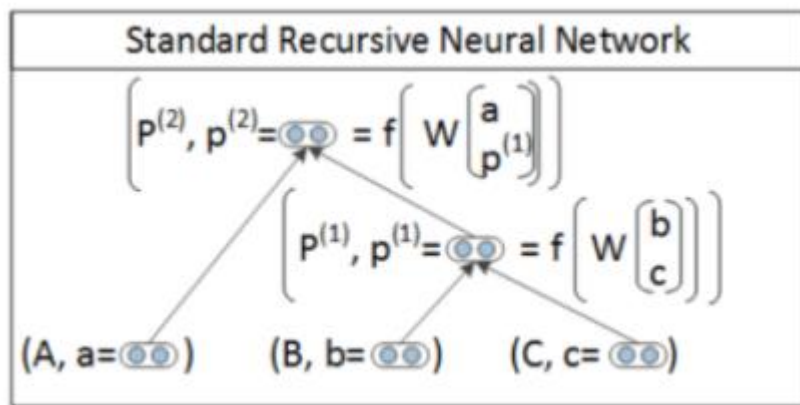 Standard Recursive Neural Network
(P⁽²⁾, p⁽²⁾= = f(W[a p⁽¹⁾]))
(P⁽¹⁾, p⁽¹⁾= = f(W[b c]))
(A, a= ) (B, b= ) (C, c= )